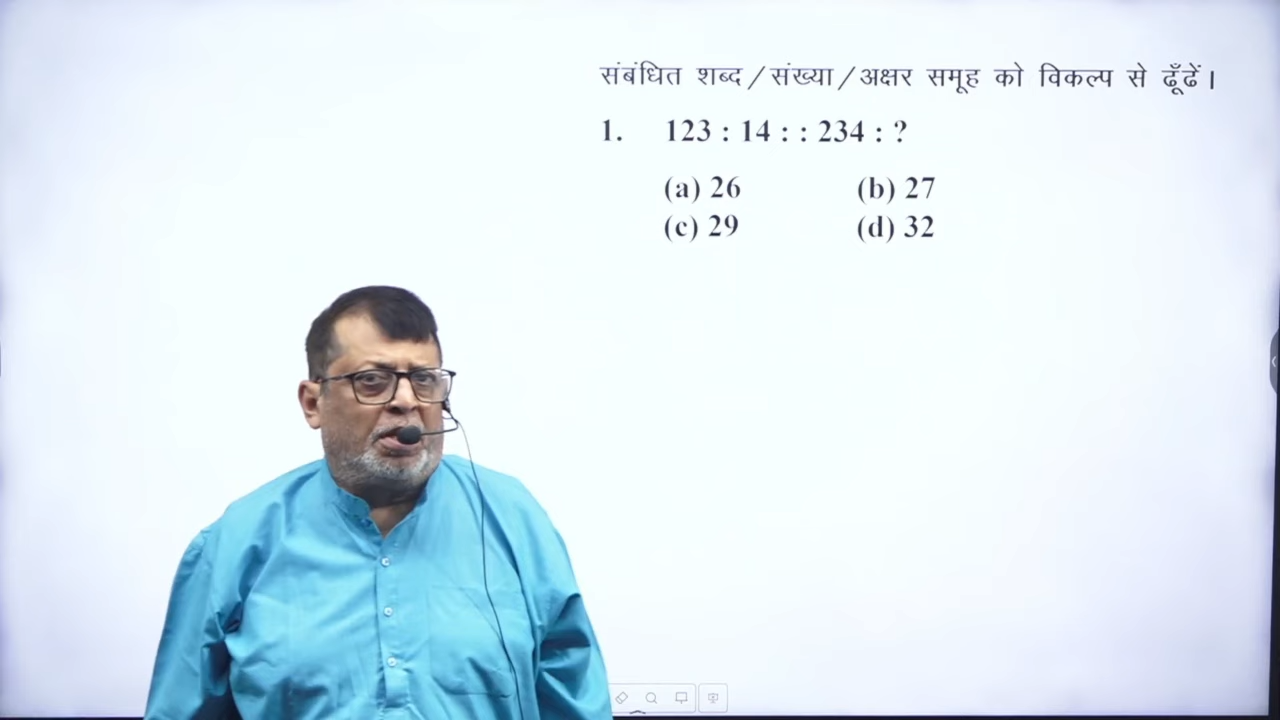 संबंधित शब्द / संख्या / अक्षर समूह को विकल्प से ढूँढें।
1. 123 : 14 : : 234 : ?
(a) 26 (b) 27
(c) 29 (d) 32